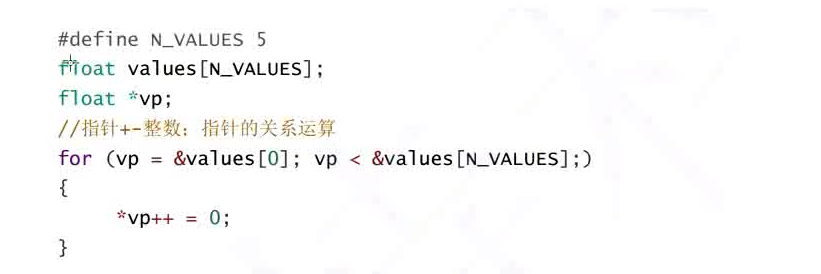 #define N_VALUES 5
float values[N_VALUES];
float *vp;
//指针+-整数；指针的关系运算
for (vp = &values[0]; vp < &values[N_VALUES];)
{
*vp++ = 0;
}